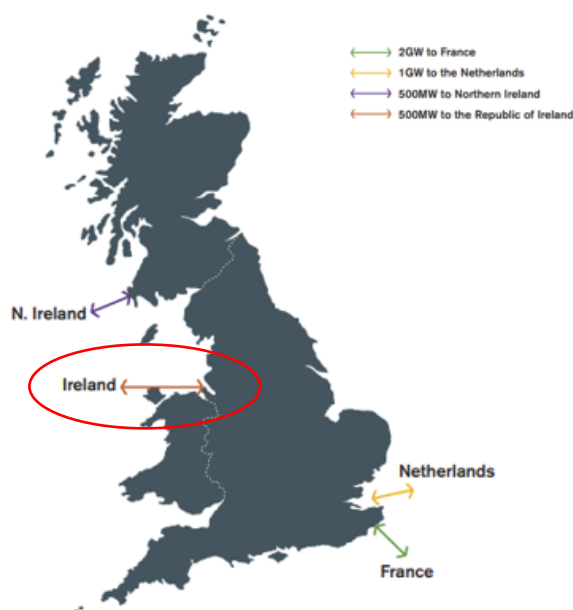 2GW to France
1GW to the Netherlands
500MW to Northern Ireland
500MW to the Republic of Ireland
N. Ireland
Ireland
Netherlands
France